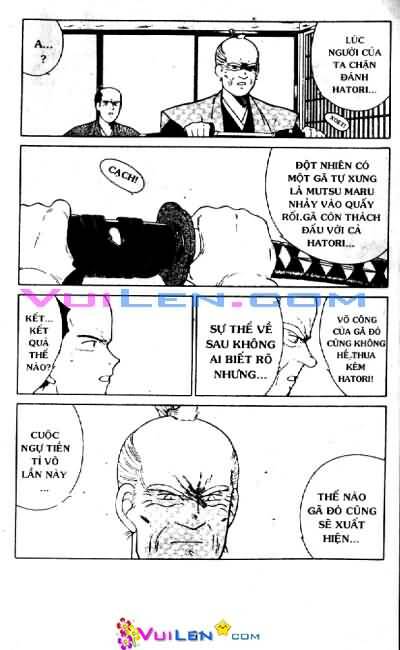 A...
?
LÚC
NGƯỜI CỦA
TA CHẶN
ĐÁNH
HATORI...
XOẸT
CẠCH!
ĐỘT NHIÊN CÓ
MỘT GÃ TỰ XƯNG
LÀ MUTSU MARU
NHẢY VÀO QUẤY
RỐI.GÃ CÒN THÁCH
ĐẤU VỚI CẢ
HATORI...
VUILEN.COM
KẾT...
KẾT
QUẢ
THẾ
NÀO?
SỰ THỂ VỀ
SAU KHÔNG
AI BIẾT RÕ
NHƯNG...
VÕ CÔNG
CỦA GÃ ĐÓ
CŨNG KHÔNG
HỀ THUA
KÉM
HATORI!
CUỘC
NGỰ TIỀN
TỈ VÕ
LẦN NÀY
...
THẾ NÀO
GÃ ĐÓ CŨNG
SẼ XUẤT
HIỆN...
VUILEN.COM